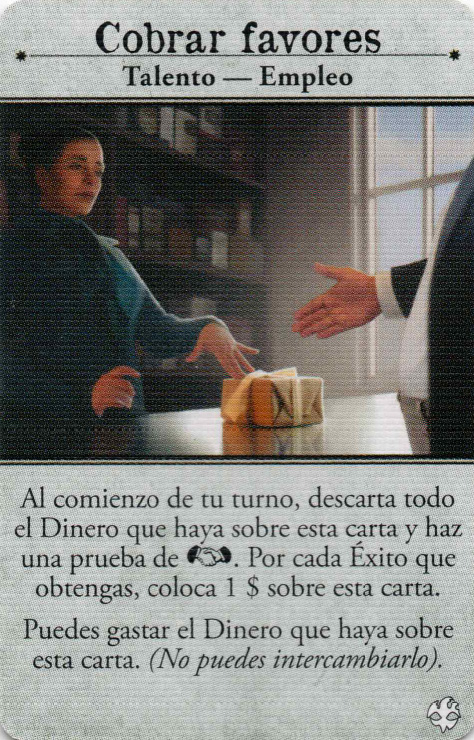 Cobrar favores
Talento — Empleo
Al comienzo de tu turno, descarta todo
el Dinero que haya sobre esta carta y haz
una prueba de . Por cada Éxito que
obtengas, coloca 1 $ sobre esta carta.
Puedes gastar el Dinero que haya sobre
esta carta. (No puedes intercambiarlo).